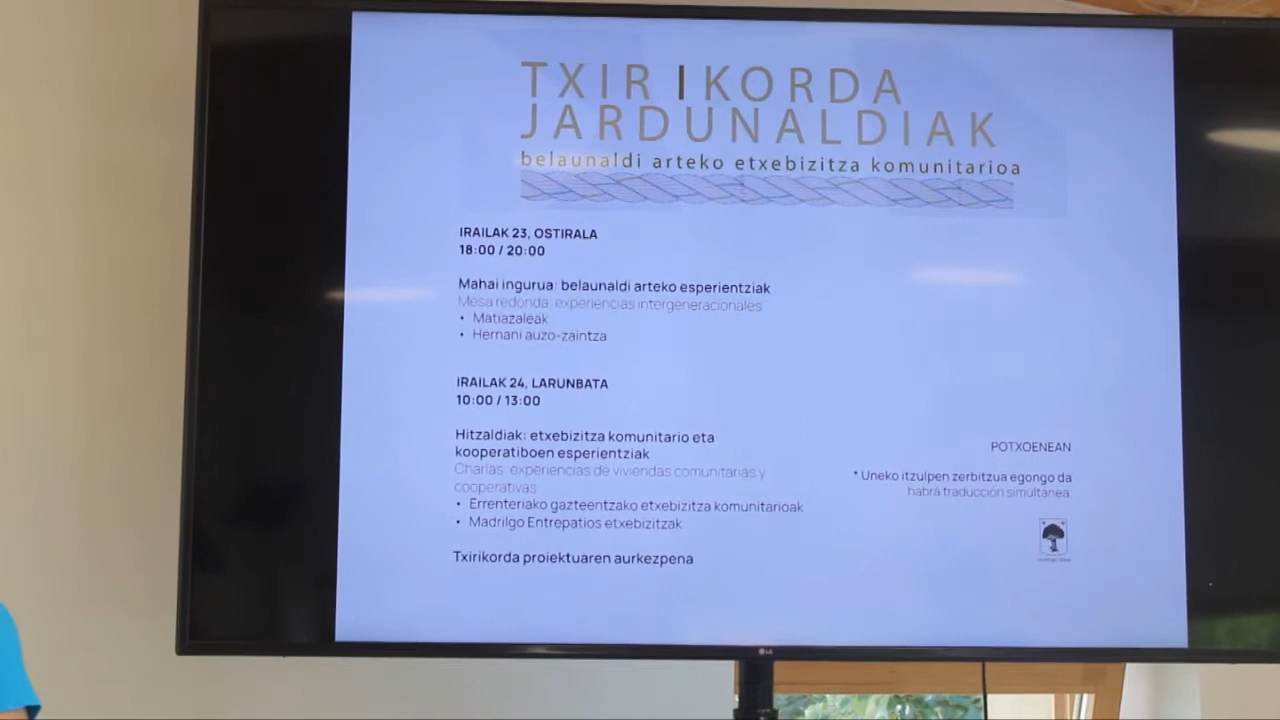 TXIRIKORDA
JARDUNALDIAK
belaunaldi arteko etxebizitza komunitarioa
IRAILAK 23, OSTIRALA
18:00 / 20:00
Mahai ingurua: belaunaldi arteko esperientziak
Mesa redonda: experiencias intergeneracionales
• Matiazaleak
• Hernani auzo-zaintza
IRAILAK 24, LARUNBATA
10:00 / 13:00
Hitzaldiak: etxebizitza komunitario eta
kooperatiboen esperientziak
Charlas: experiencias de viviendas comunitarias y
cooperativas
• Errenteriako gazteentzako etxebizitza komunitarioak
• Madrilgo Entrepatios etxebizitzak
Txirikorda proiektuaren aurkezpena
POTXOENEAN
* Uneko itzulpen zerbitzua egongo da
habrá traducción simultánea
LG